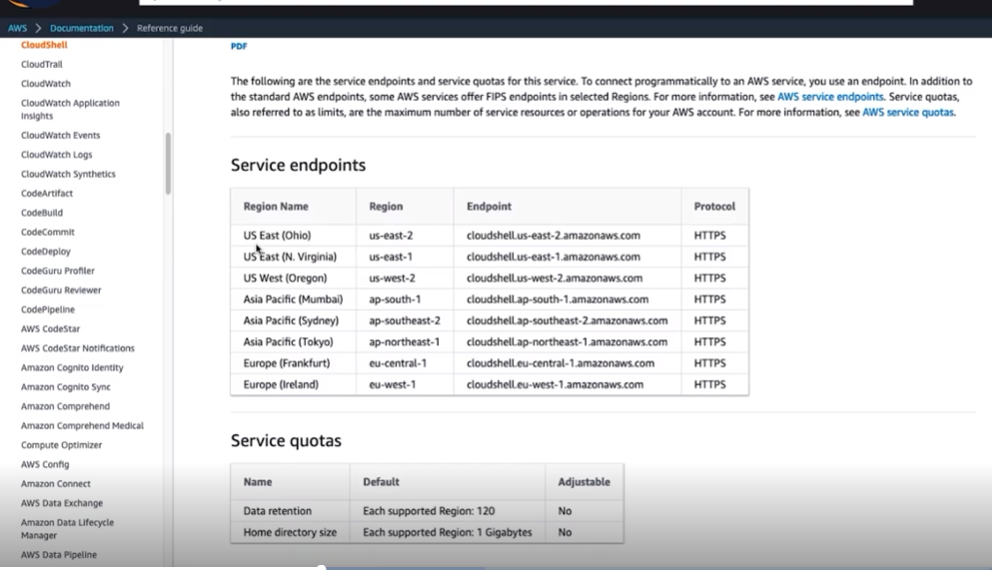 AWS > Documentation > Reference guide
CloudShell
CloudTrail
CloudWatch
CloudWatch Application
Insights
CloudWatch Events
CloudWatch Logs
CloudWatch Synthetics
CodeArtifact
CodeBuild
CodeCommit
CodeDeploy
CodeGuru Profiler
CodeGuru Reviewer
CodePipeline
AWS CodeStar
AWS CodeStar Notifications
Amazon Cognito Identity
Amazon Cognito Sync
Amazon Comprehend
Amazon Comprehend Medical
Compute Optimizer
AWS Config
Amazon Connect
AWS Data Exchange
Amazon Data Lifecycle
Manager
AWS Data Pipeline
PDF
The following are the service endpoints and service quotas for this service. To connect programmatically to an AWS service, you use an endpoint. In addition to
the standard AWS endpoints, some AWS services offer FIPS endpoints in selected Regions. For more information, see AWS service endpoints. Service quotas,
also referred to as limits, are the maximum number of service resources or operations for your AWS account. For more information, see AWS service quotas.
Service endpoints
Region Name Region Endpoint Protocol
US East (Ohio) us-east-2 cloudshell.us-east-2.amazonaws.com HTTPS
US East (N. Virginia) us-east-1 cloudshell.us-east-1.amazonaws.com HTTPS
US West (Oregon) us-west-2 cloudshell.us-west-2.amazonaws.com HTTPS
Asia Pacific (Mumbai) ap-south-1 cloudshell.ap-south-1.amazonaws.com HTTPS
Asia Pacific (Sydney) ap-southeast-2 cloudshell.ap-southeast-2.amazonaws.com HTTPS
Asia Pacific (Tokyo) ap-northeast-1 cloudshell.ap-northeast-1.amazonaws.com HTTPS
Europe (Frankfurt) eu-central-1 cloudshell.eu-central-1.amazonaws.com HTTPS
Europe (Ireland) eu-west-1 cloudshell.eu-west-1.amazonaws.com HTTPS
Service quotas
Name Default Adjustable
Data retention Each supported Region: 120 No
Home directory size Each supported Region: 1 Gigabytes No